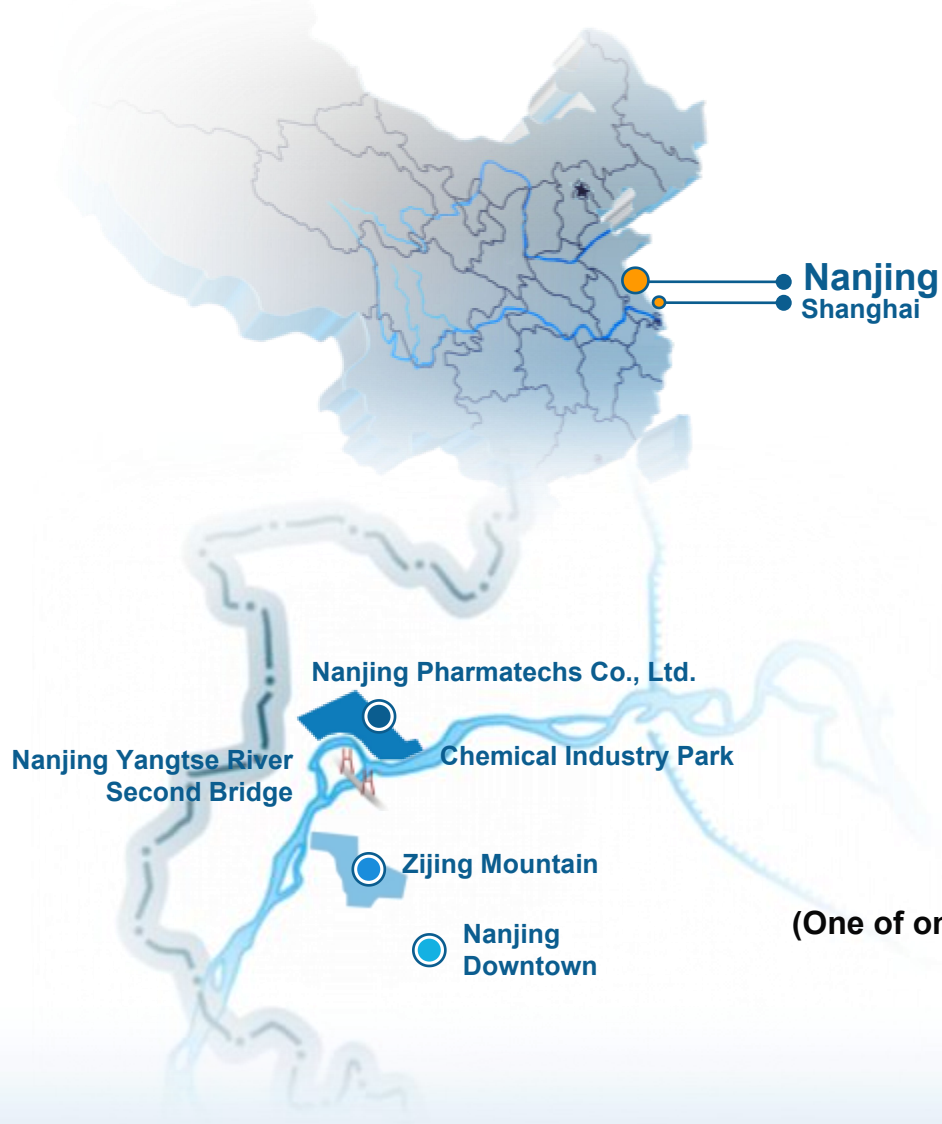 Nanjing
Shanghai
Nanjing Pharmatechs Co., Ltd.
Nanjing Yangtse River
Second Bridge
Chemical Industry Park
Zijing Mountain
(One of
Nanjing
Downtown